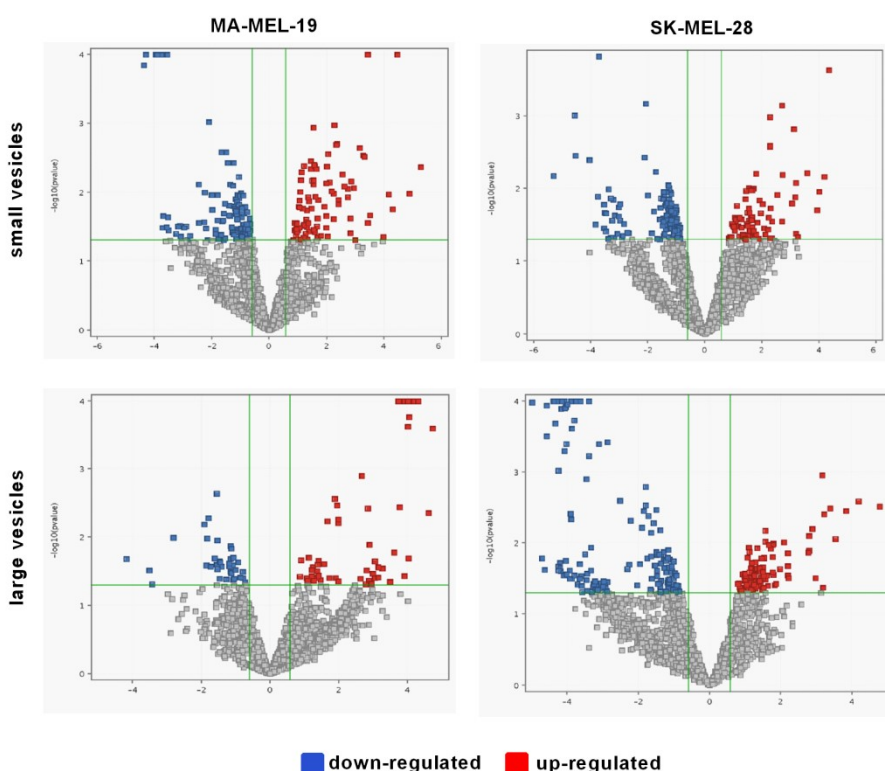 MA-MEL-19 SK-MEL-28
small vesicles
-log10(pvalue)
4
3
2
1
0
-6 -4 -2 0 2 4 6
-log10(pvalue)
3
2
1
0
-6 -4 -2 0 2 4 6
large vesicles
-log10(pvalue)
4
3
2
1
0
-4 -2 0 2 4
-log10(pvalue)
4
3
2
1
0
-4 -2 0 2 4
down-regulated up-regulated